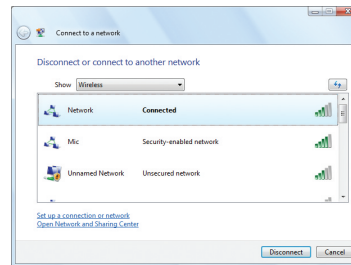 Connect to a network
Disconnect or connect to another network
Show Wireless
Network Connected
Mic Security-enabled network
Unnamed Network Unsecured network
Set up a connection or network
Open Network and Sharing Center
Disconnect Cancel